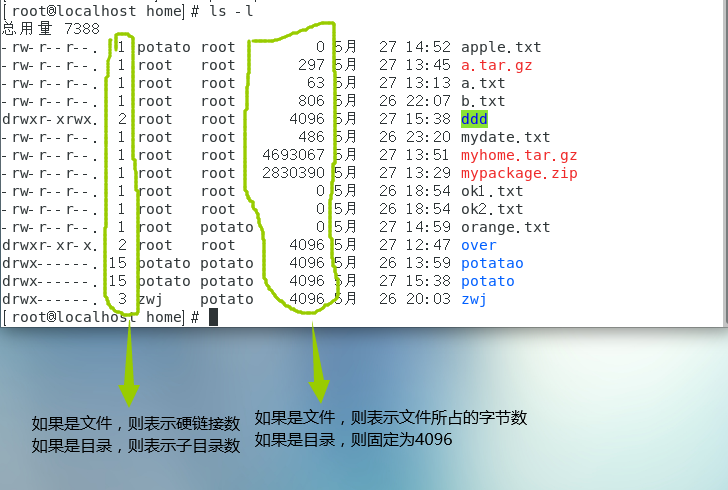 [root@localhost home]# ls -l
总用量 7388
-rw-r--r--. 1 potato root 0 5月 27 14:52 apple.txt
-rw-r--r--. 1 root root 297 5月 27 13:45 a.tar.gz
-rw-r--r--. 1 root root 63 5月 27 13:13 a.txt
-rw-r--r--. 1 root root 806 5月 26 22:07 b.txt
drwxr-xrwx. 2 root root 4096 5月 27 15:38 ddd
-rw-r--r--. 1 root root 486 5月 26 23:20 mydate.txt
-rw-r--r--. 1 root root 4693067 5月 27 13:51 myhome.tar.gz
-rw-r--r--. 1 root root 2830390 5月 27 13:29 mypackage.zip
-rw-r--r--. 1 root root 0 5月 26 18:54 ok1.txt
-rw-r--r--. 1 root root 0 5月 26 18:54 ok2.txt
-rw-r--r--. 1 root potato 0 5月 27 14:59 orange.txt
drwxr-xr-x. 2 root root 4096 5月 27 12:47 over
drwx------. 15 potato potato 4096 5月 26 13:59 potatao
drwx------. 15 potato potato 4096 5月 27 15:38 potato
drwx------. 3 zwj potato 4096 5月 26 20:03 zwj
[root@localhost home]#
如果是文件，则表示硬链接数
如果是目录，则表示子目录数
如果是文件，则表示文件所占的字节数
如果是目录，则固定为4096